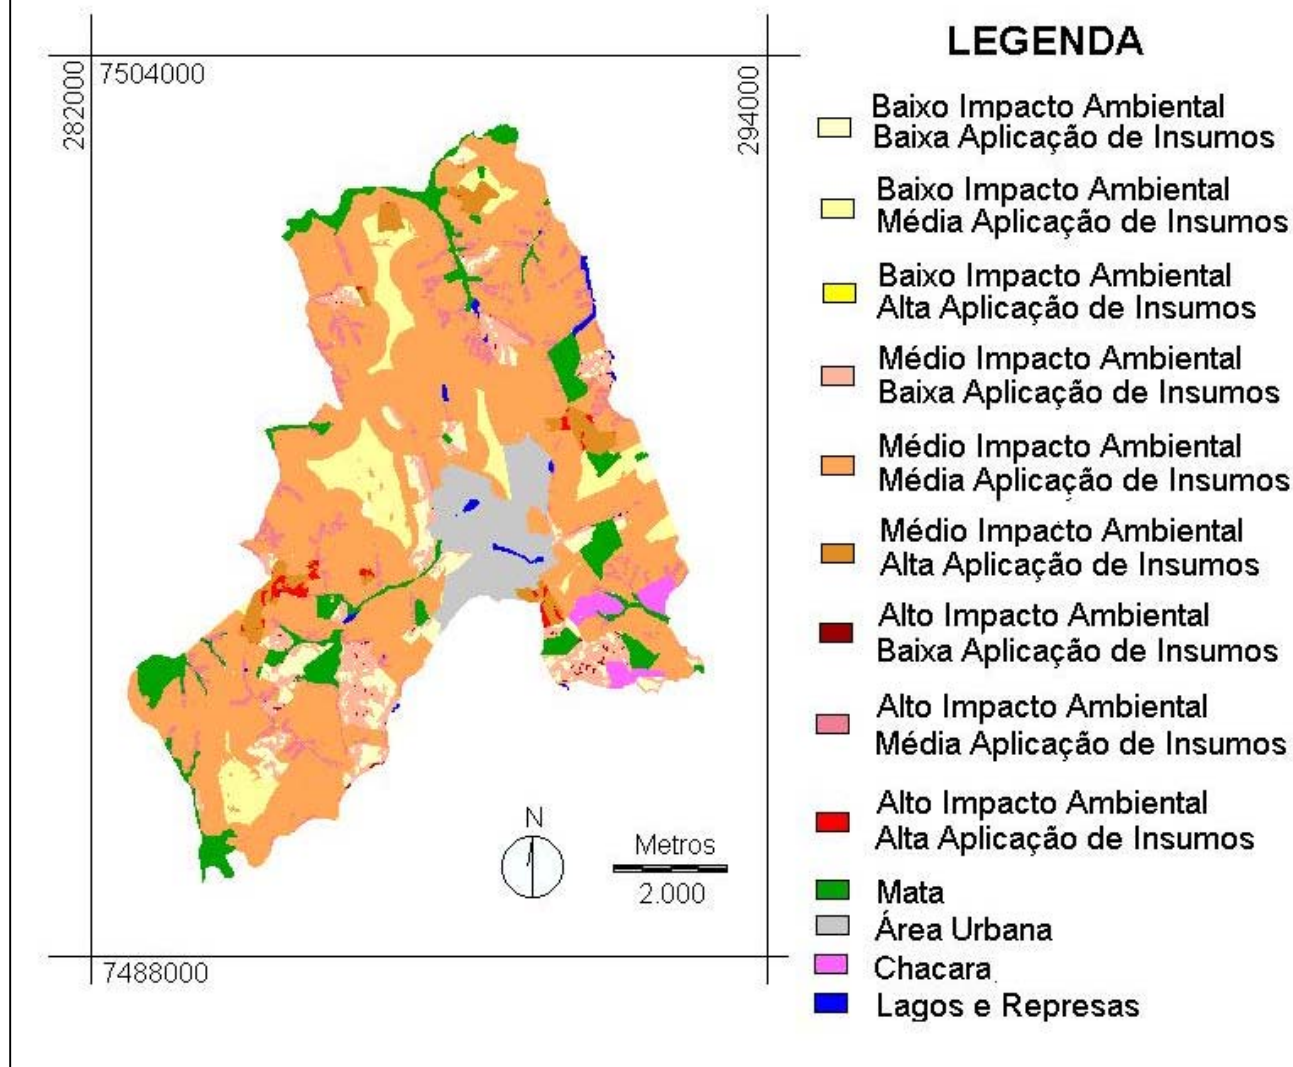 LEGENDA
282000
7504000
294000
Baixo Impacto Ambiental
Baixa Aplicação de Insumos
Baixo Impacto Ambiental
Média Aplicação de Insumos
Baixo Impacto Ambiental
Alta Aplicação de Insumos
Médio Impacto Ambiental
Baixa Aplicação de Insumos
Médio Impacto Ambiental
Média Aplicação de Insumos
Médio Impacto Ambiental
Alta Aplicação de Insumos
Alto Impacto Ambiental
Baixa Aplicação de Insumos
Alto Impacto Ambiental
Média Aplicação de Insumos
Alto Impacto Ambiental
Alta Aplicação de Insumos
Mata
Área Urbana
Chacara
Lagos e Represas
N
Metros
2.000
7488000